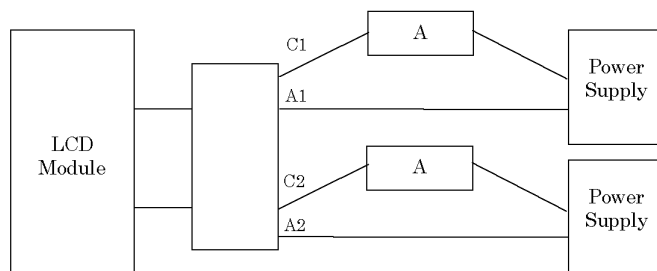 C1
A
Power
Supply
A1
LCD
Module
C2
A
Power
Supply
A2